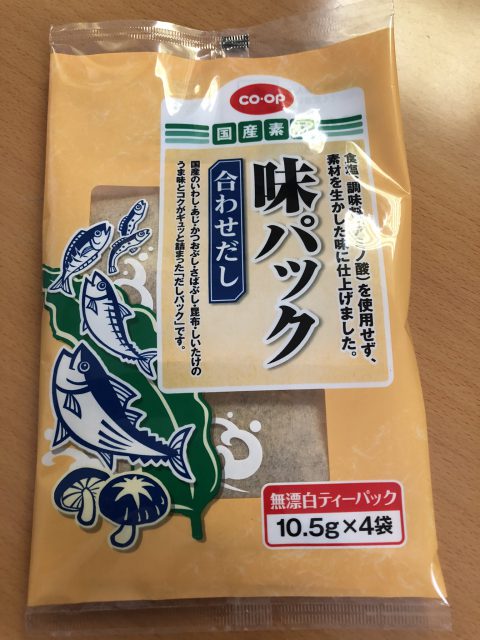 CO·OP
国産素材
食塩、調味料(アミノ酸)を使用せず、
素材を生かした味に仕上げました。
味パック
合わせだし
国産のいわし・あじ・かつおぶし・さばぶし・昆布・しいたけの
うま味とコクがギュッと詰まった「だしパック」です。
無漂白ティーパック
10.5g×4袋